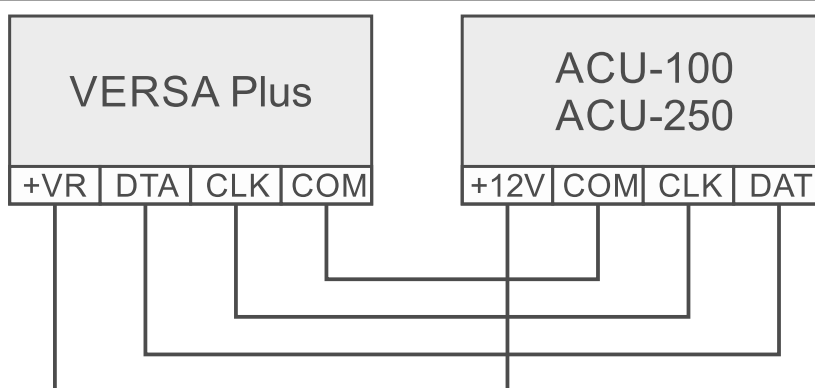 VERSA Plus
ACU-100
ACU-250
+VR DTA CLK COM
+12V COM CLK DAT